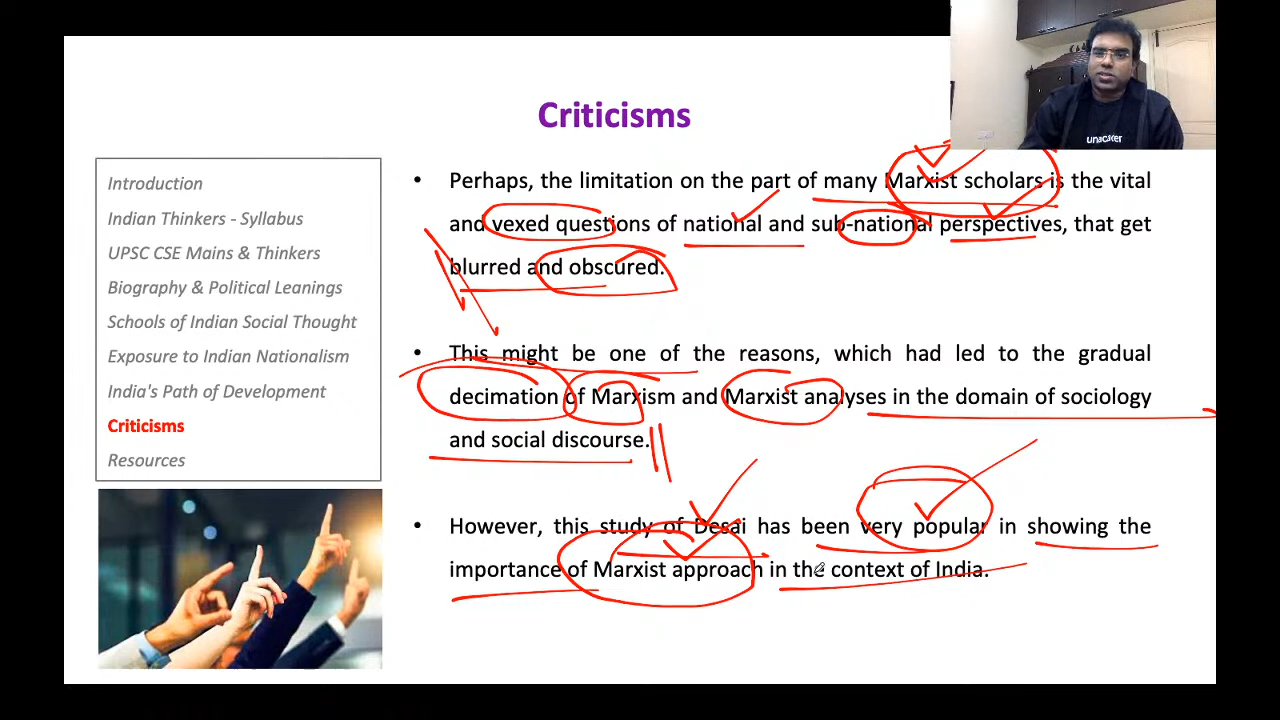 Criticisms
Introduction
Indian Thinkers - Syllabus
UPSC CSE Mains & Thinkers
Biography & Political Leanings
Schools of Indian Social Thought
Exposure to Indian Nationalism
India's Path of Development
Criticisms
Resources
• Perhaps, the limitation on the part of many Marxist scholars is the vital
and vexed questions of national and sub-national perspectives, that get
blurred and obscured.
• This might be one of the reasons, which had led to the gradual
decimation of Marxism and Marxist analyses in the domain of sociology
and social discourse.
• However, this study of Desai has been very popular in showing the
importance of Marxist approach in the context of India.